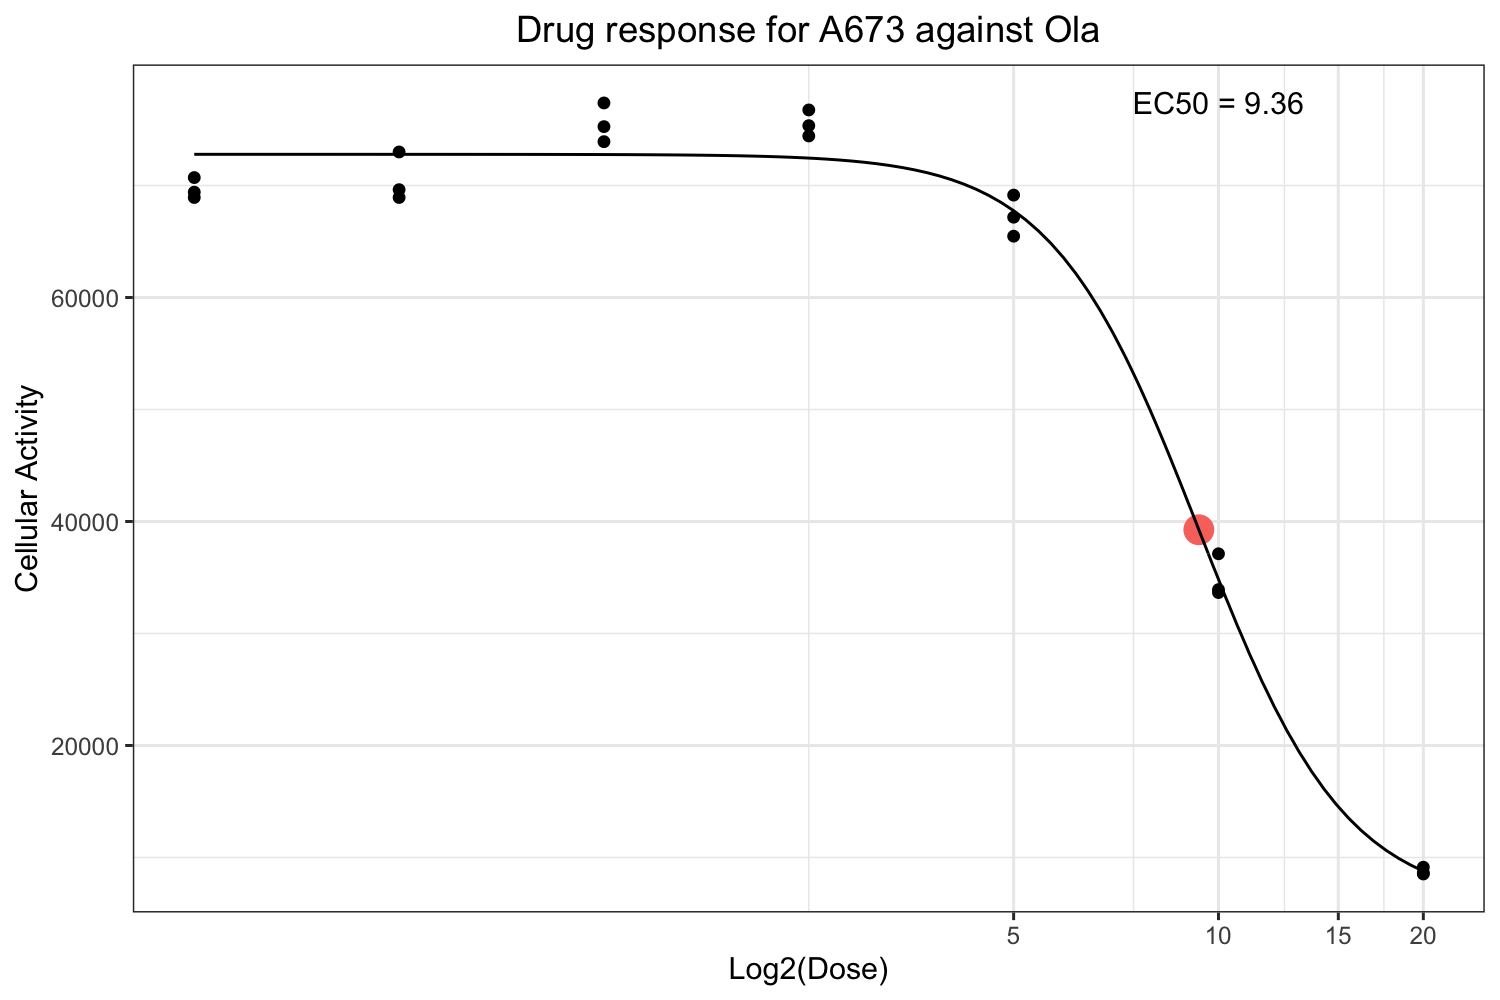 Drug response for A673 against Ola
EC50 = 9.36
60000
40000
20000
Cellular Activity
5 10 15 20
Log2(Dose)